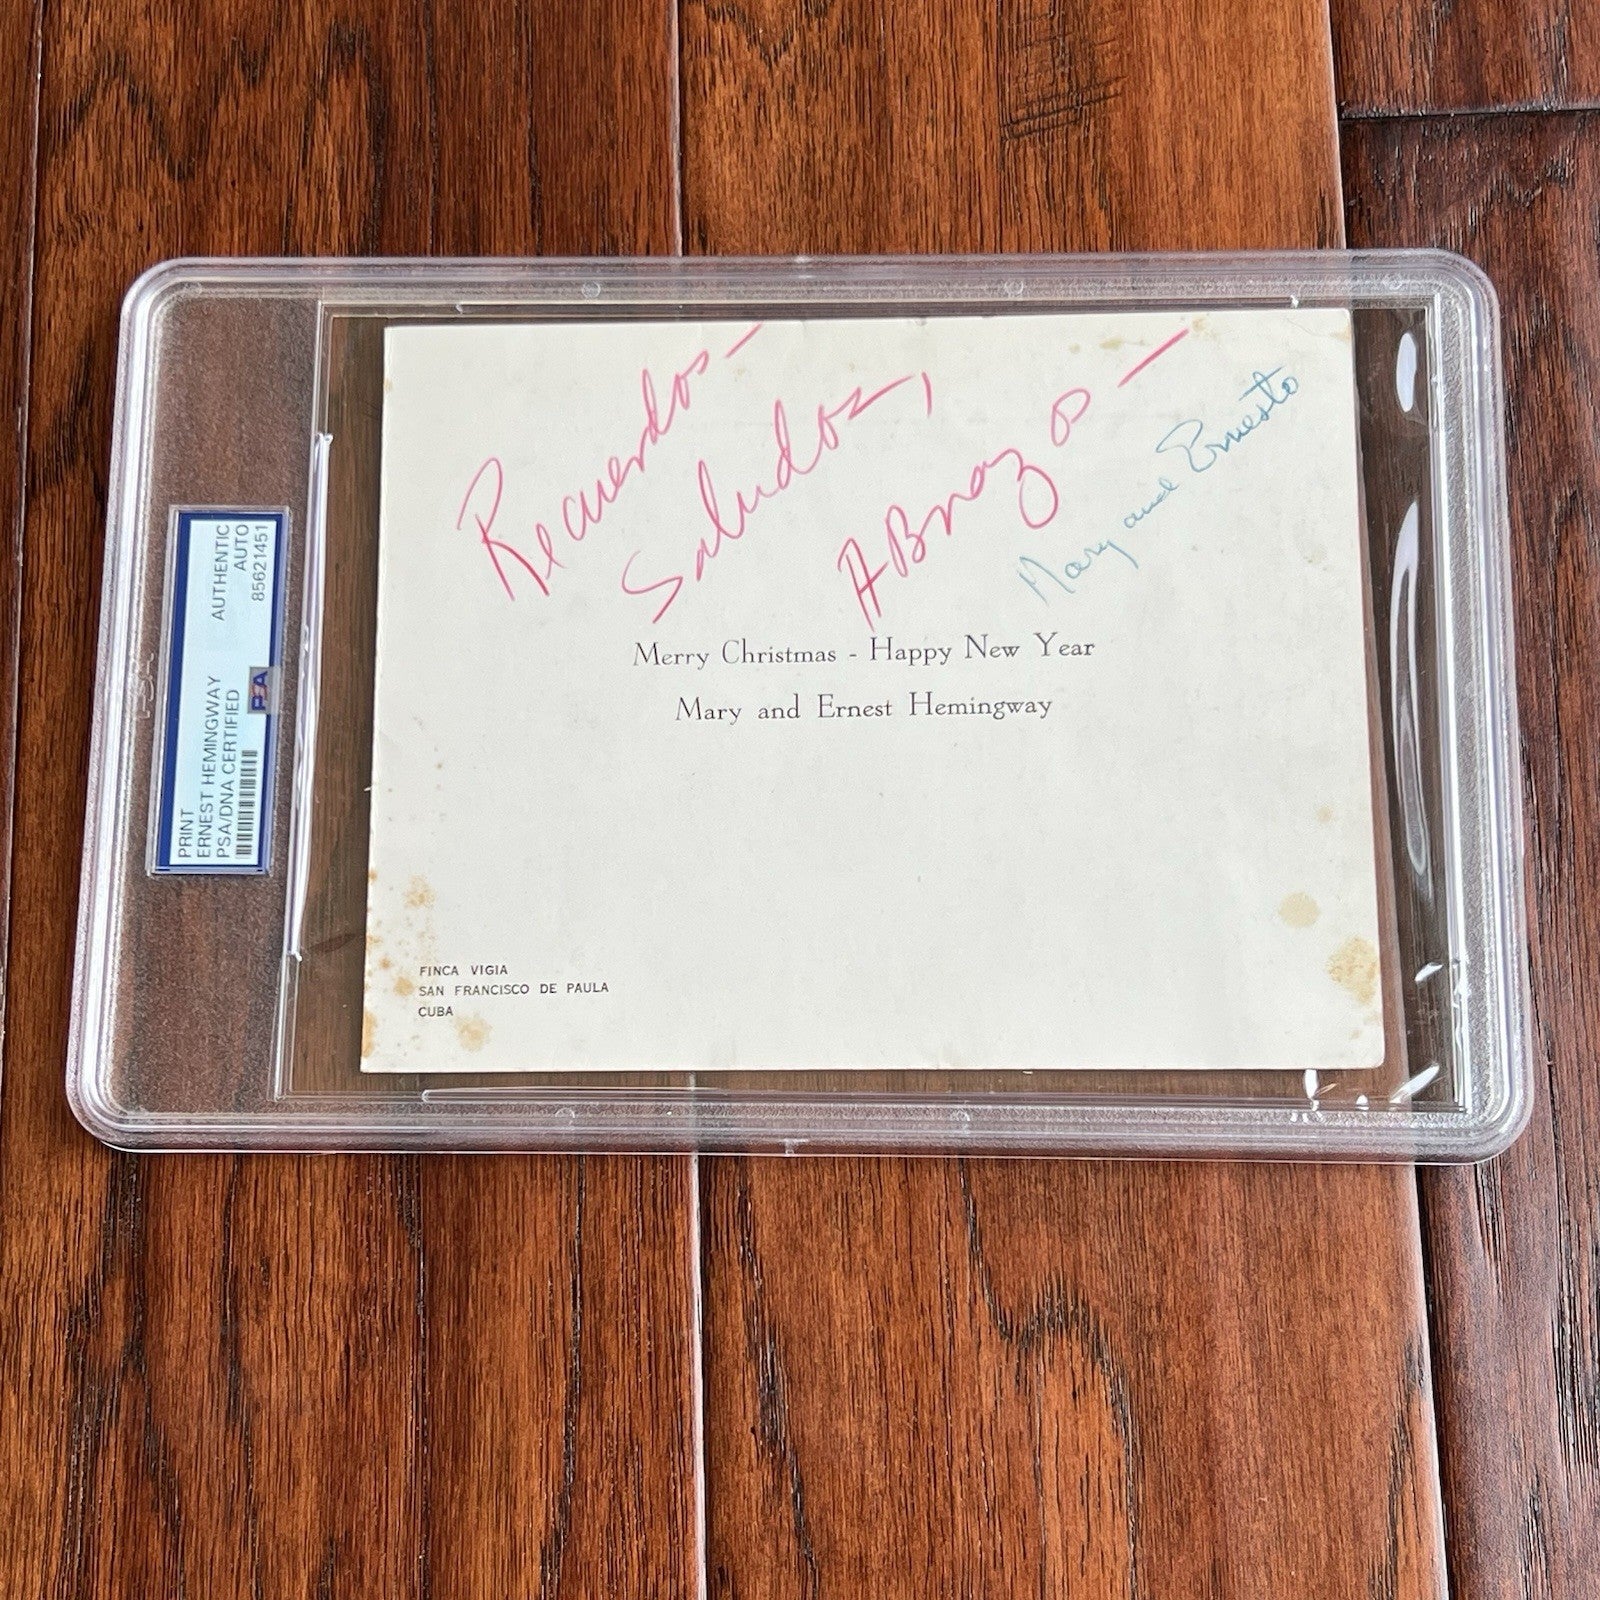 PRINT
ERNEST HEMINGWAY
PSA/DNA CERTIFIED
AUTHENTIC
AUTO
85621451
PSA
Recuerdos -
Saludos,
ABrazo -
Mary and Ernesto
Merry Christmas - Happy New Year
Mary and Ernest Hemingway
FINCA VIGIA
SAN FRANCISCO DE PAULA
CUBA